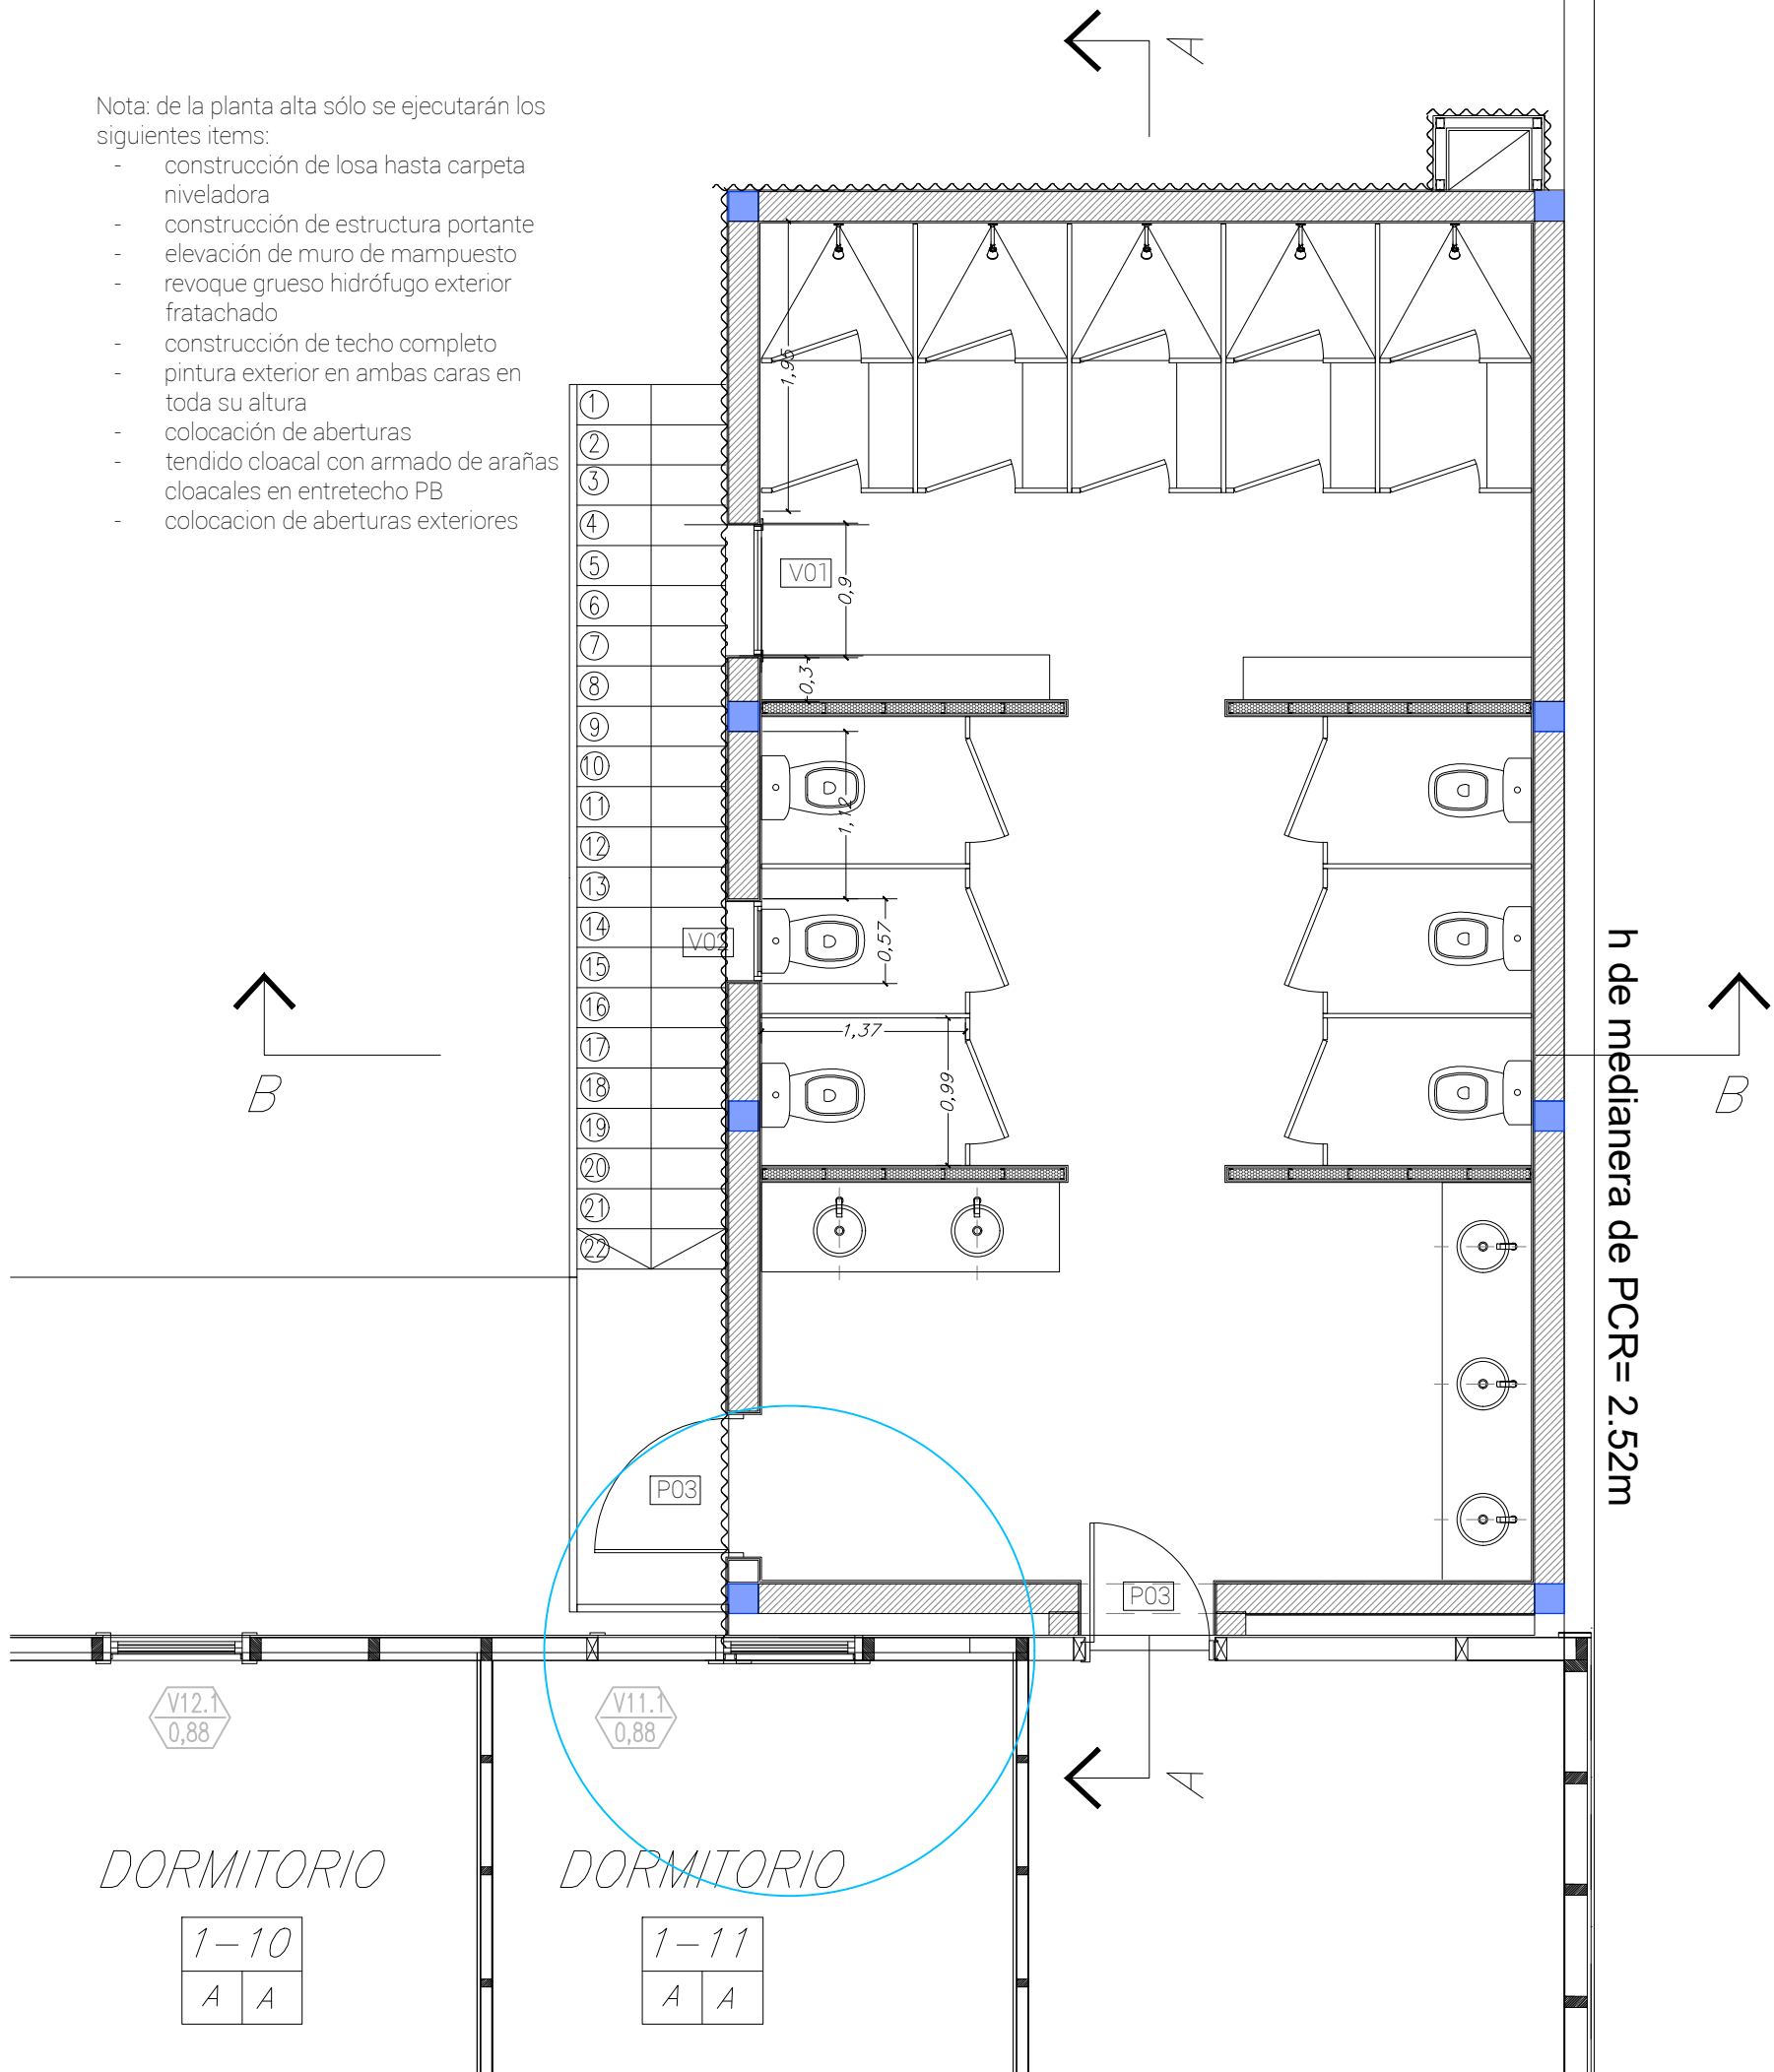 A
Nota: de la planta alta sólo se ejecutarán los
siguientes items:
- construcción de losa hasta carpeta
niveladora
- construcción de estructura portante
- elevación de muro de mampuesto
- revoque grueso hidrófugo exterior
fratachado
- construcción de techo completo
- pintura exterior en ambas caras en
toda su altura
- colocación de aberturas
- tendido cloacal con armado de arañas
cloacales en entretecho PB
- colocacion de aberturas exteriores
1,95
1
2
3
4
5
6
7
8
9
10
11
12
13
14
15
16
17
18
19
20
21
22
V01
0,9
0,3
1,12
V02
0,57
1,37
0,99
B
B
h de medianera de PCR= 2.52m
P03
P03
V12.1
0,88
V11.1
0,88
A
DORMITORIO
1-10
A A
DORMITORIO
1-11
A A